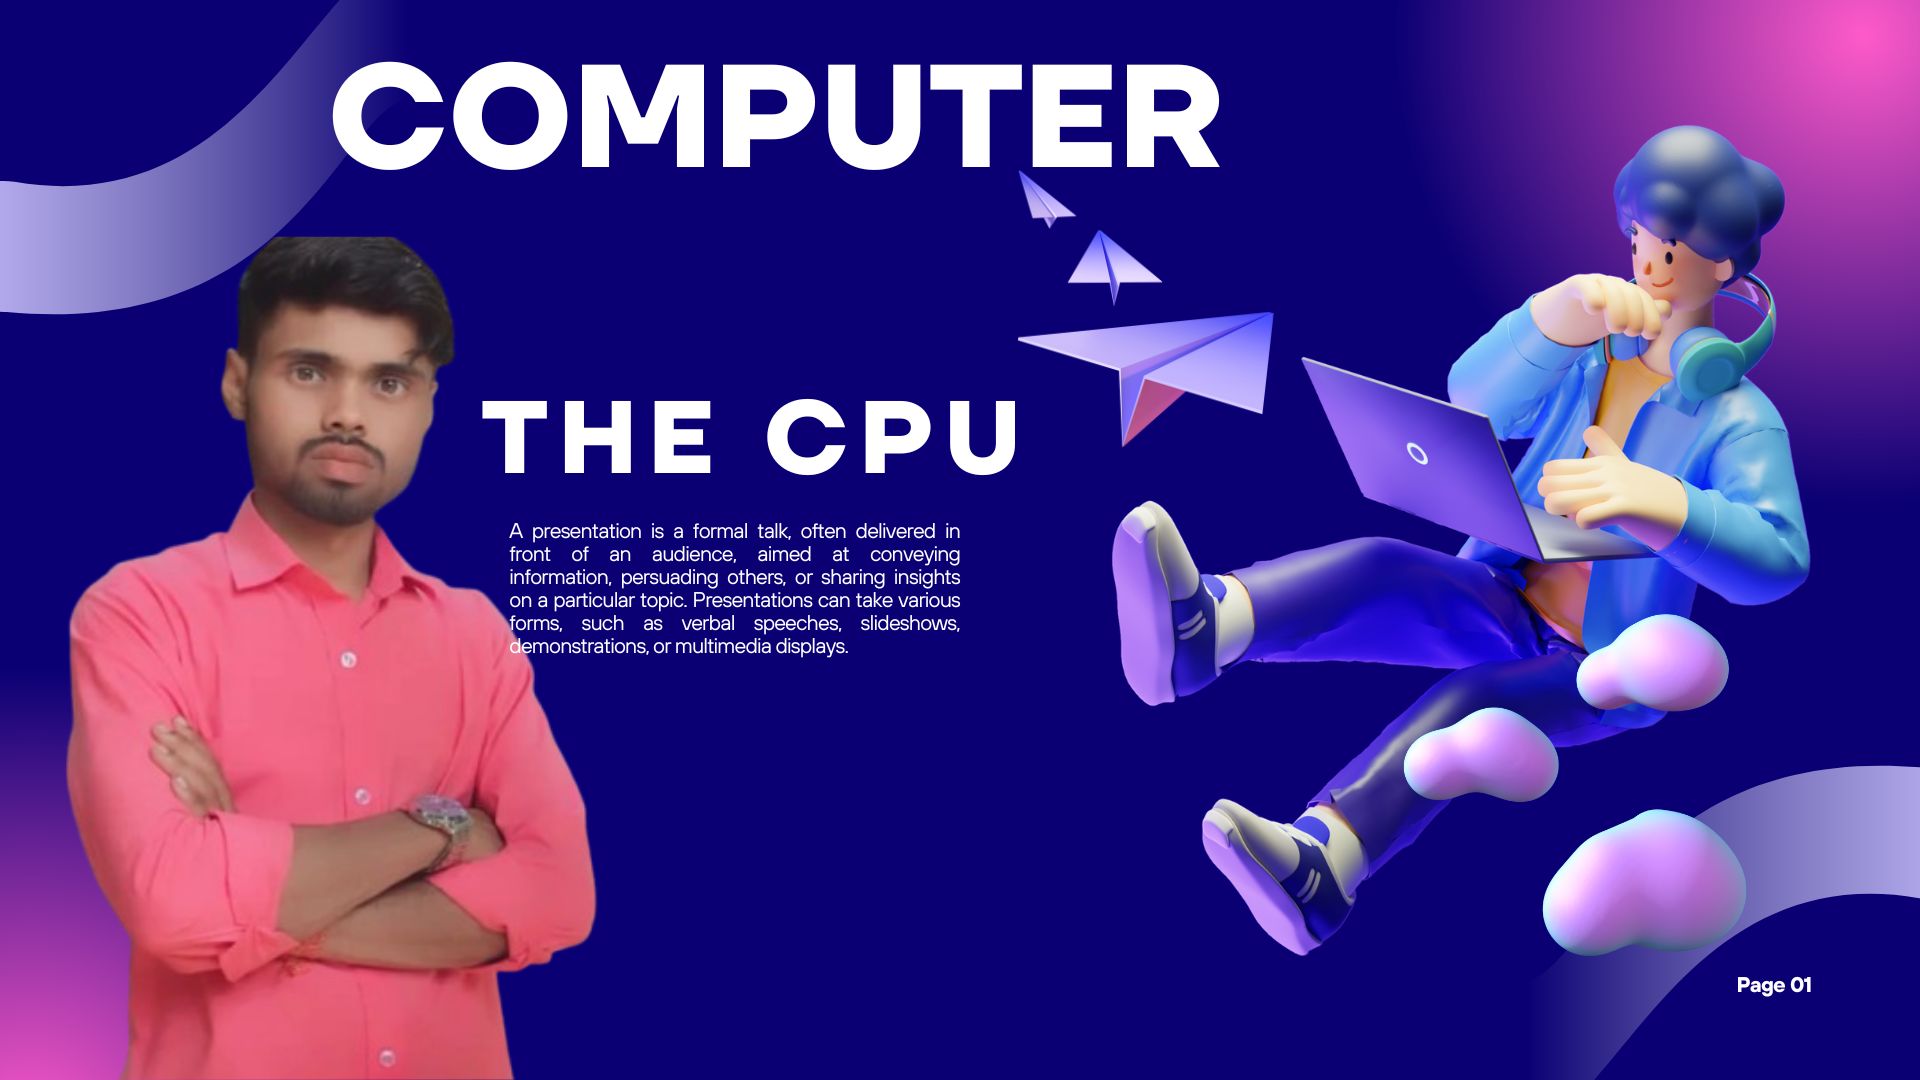 COMPUTER
THE CPU
A presentation is a formal talk, often delivered in
front of an audience, aimed at conveying
information, persuading others, or sharing insights
on a particular topic. Presentations can take various
forms, such as verbal speeches, slideshows,
demonstrations, or multimedia displays.
Page 01